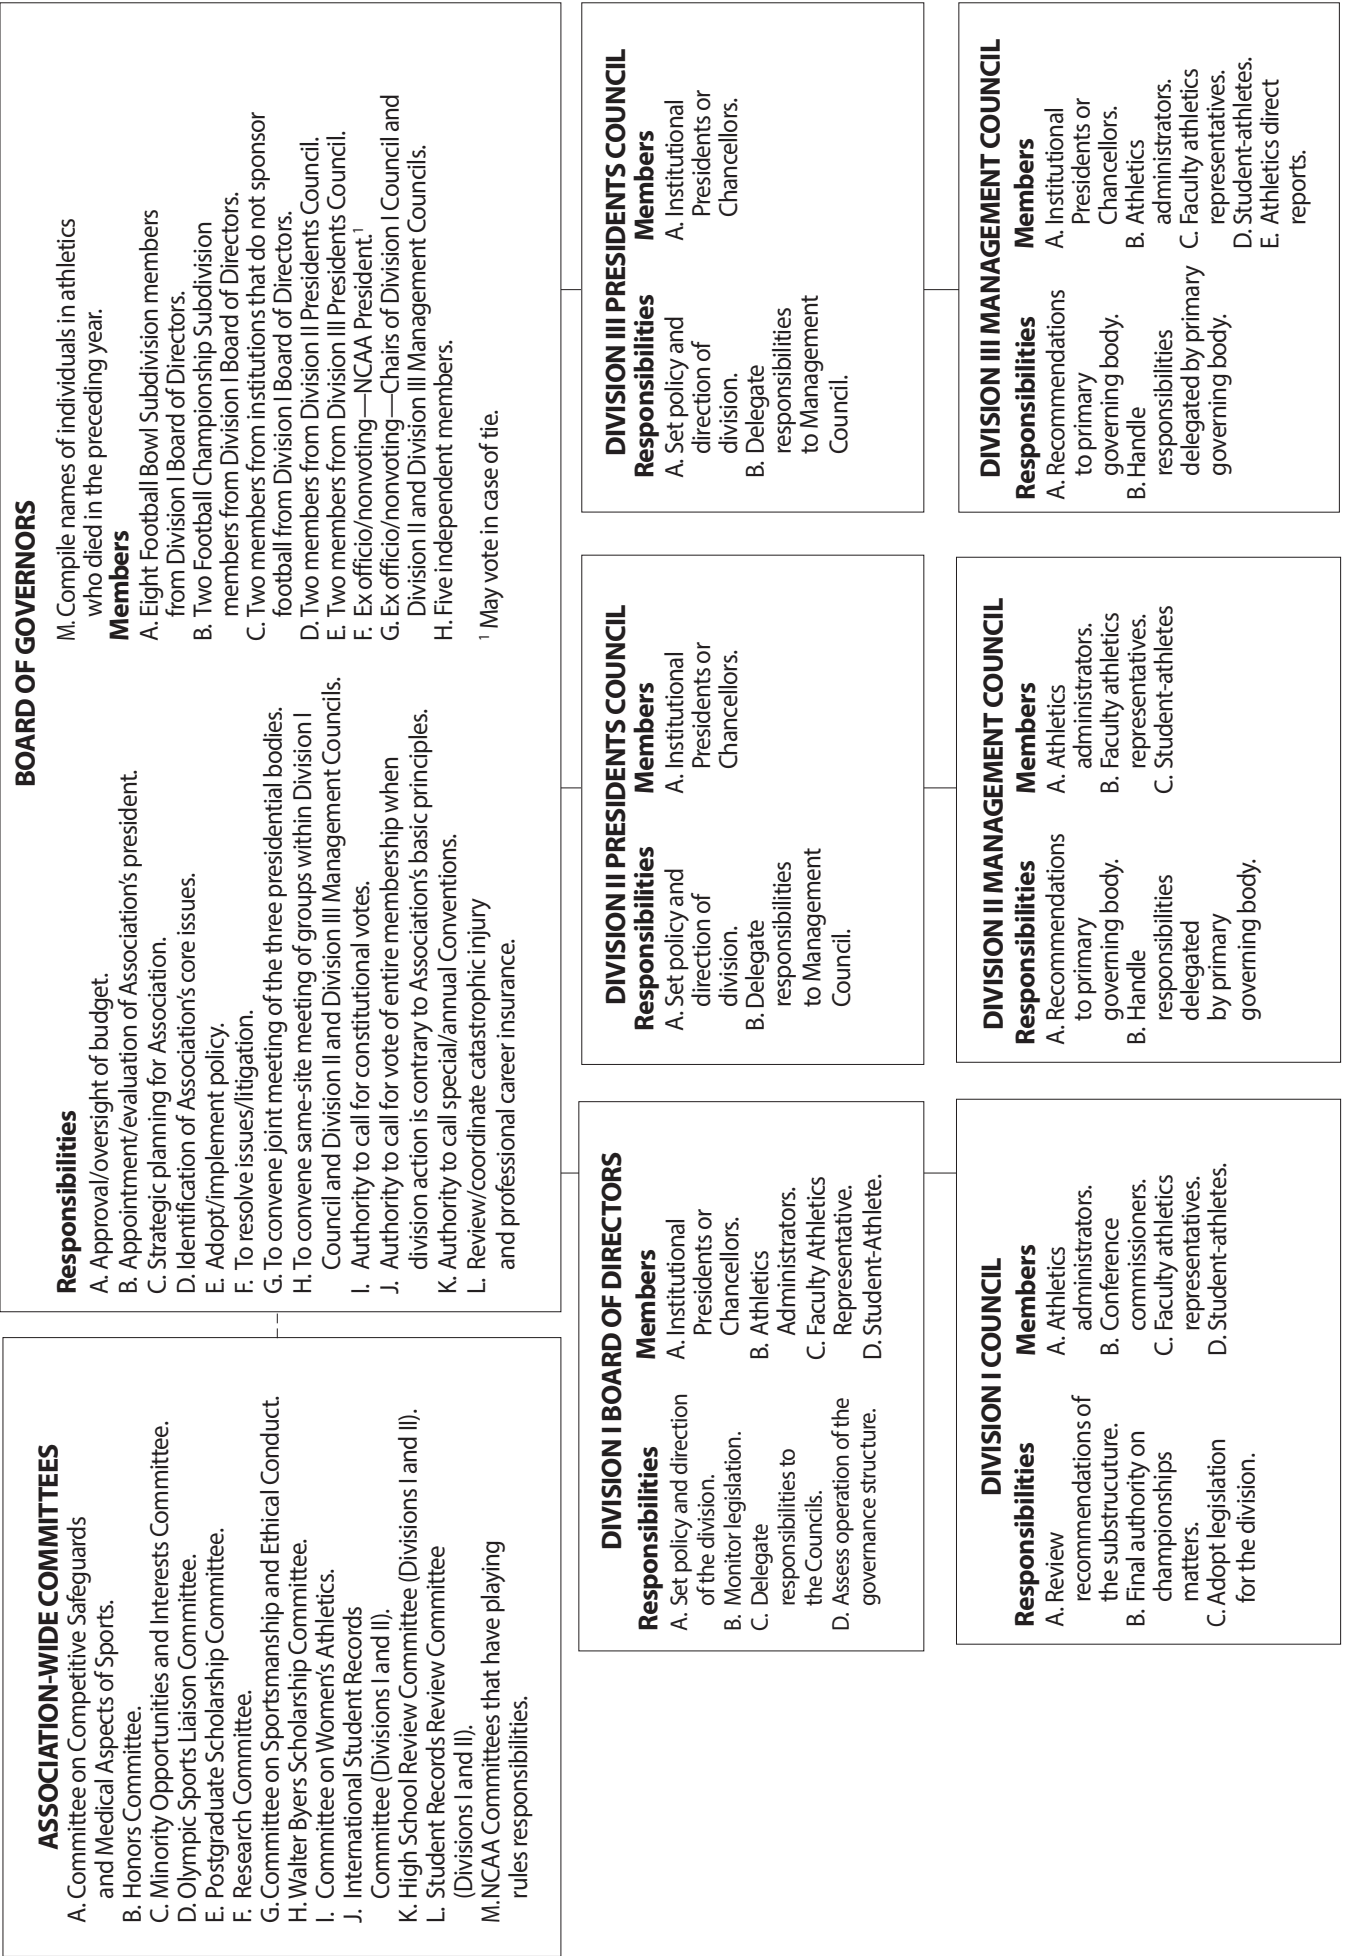 ASSOCIATION-WIDE COMMITTEES
A. Committee on Competitive Safeguards
and Medical Aspects of Sports.
B. Honors Committee.
C. Minority Opportunities and Interests Committee.
D. Olympic Sports Liaison Committee.
E. Postgraduate Scholarship Committee.
F. Research Committee.
G. Committee on Sportsmanship and Ethical Conduct.
H. Walter Byers Scholarship Committee.
I. Committee on Women's Athletics.
J. International Student Records
Committee (Divisions I and II).
K. High School Review Committee (Divisions I and II).
L. Student Records Review Committee
(Divisions I and II).
M. NCAA Committees that have playing
rules responsibilities.
BOARD OF GOVERNORS
Responsibilities
A. Approval/oversight of budget.
B. Appointment/evaluation of Association's president.
C. Strategic planning for Association.
D. Identification of Association's core issues.
E. Adopt/implement policy.
F. To resolve issues/litigation.
G. To convene joint meeting of the three presidential bodies.
H. To convene same-site meeting of groups within Division I
Council and Division II and Division III Management Councils.
I. Authority to call for constitutional votes.
J. Authority to call for vote of entire membership when
division action is contrary to Association's basic principles.
K. Authority to call special/annual Conventions.
L. Review/coordinate catastrophic injury
and professional career insurance.
M. Compile names of individuals in athletics
who died in the preceding year.
Members
A. Eight Football Bowl Subdivision members
from Division I Board of Directors.
B. Two Football Championship Subdivision
members from Division I Board of Directors.
C. Two members from institutions that do not sponsor
football from Division I Board of Directors.
D. Two members from Division II Presidents Council.
E. Two members from Division III Presidents Council.
F. Ex officio/nonvoting—NCAA President.1
G. Ex officio/nonvoting—Chairs of Division I Council and
Division II and Division III Management Councils.
H. Five independent members.
1 May vote in case of tie.
DIVISION I BOARD OF DIRECTORS
Responsibilities
A. Set policy and direction
of the division.
B. Monitor legislation.
C. Delegate
responsibilities to
the Councils.
D. Assess operation of the
governance structure.
Members
A. Institutional
Presidents or
Chancellors.
B. Athletics
Administrators.
C. Faculty Athletics
Representative.
D. Student-Athlete.
DIVISION II PRESIDENTS COUNCIL
Responsibilities
A. Set policy and
direction of
division.
B. Delegate
responsibilities
to Management
Council.
Members
A. Institutional
Presidents or
Chancellors.
DIVISION III PRESIDENTS COUNCIL
Responsibilities
A. Set policy and
direction of
division.
B. Delegate
responsibilities
to Management
Council.
Members
A. Institutional
Presidents or
Chancellors.
DIVISION I COUNCIL
Responsibilities
A. Review
recommendations of
the substrucuture.
B. Final authority on
championships
matters.
C. Adopt legislation
for the division.
Members
A. Athletics
administrators.
B. Conference
commissioners.
C. Faculty athletics
representatives.
D. Student-athletes.
DIVISION II MANAGEMENT COUNCIL
Responsibilities
A. Recommendations
to primary
governing body.
B. Handle
responsibilities
delegated
by primary
governing body.
Members
A. Athletics
administrators.
B. Faculty athletics
representatives.
C. Student-athletes
DIVISION III MANAGEMENT COUNCIL
Responsibilities
A. Recommendations
to primary
governing body.
B. Handle
responsibilities
delegated by primary
governing body.
Members
A. Institutional
Presidents or
Chancellors.
B. Athletics
administrators.
C. Faculty athletics
representatives.
D. Student-athletes.
E. Athletics direct
reports.